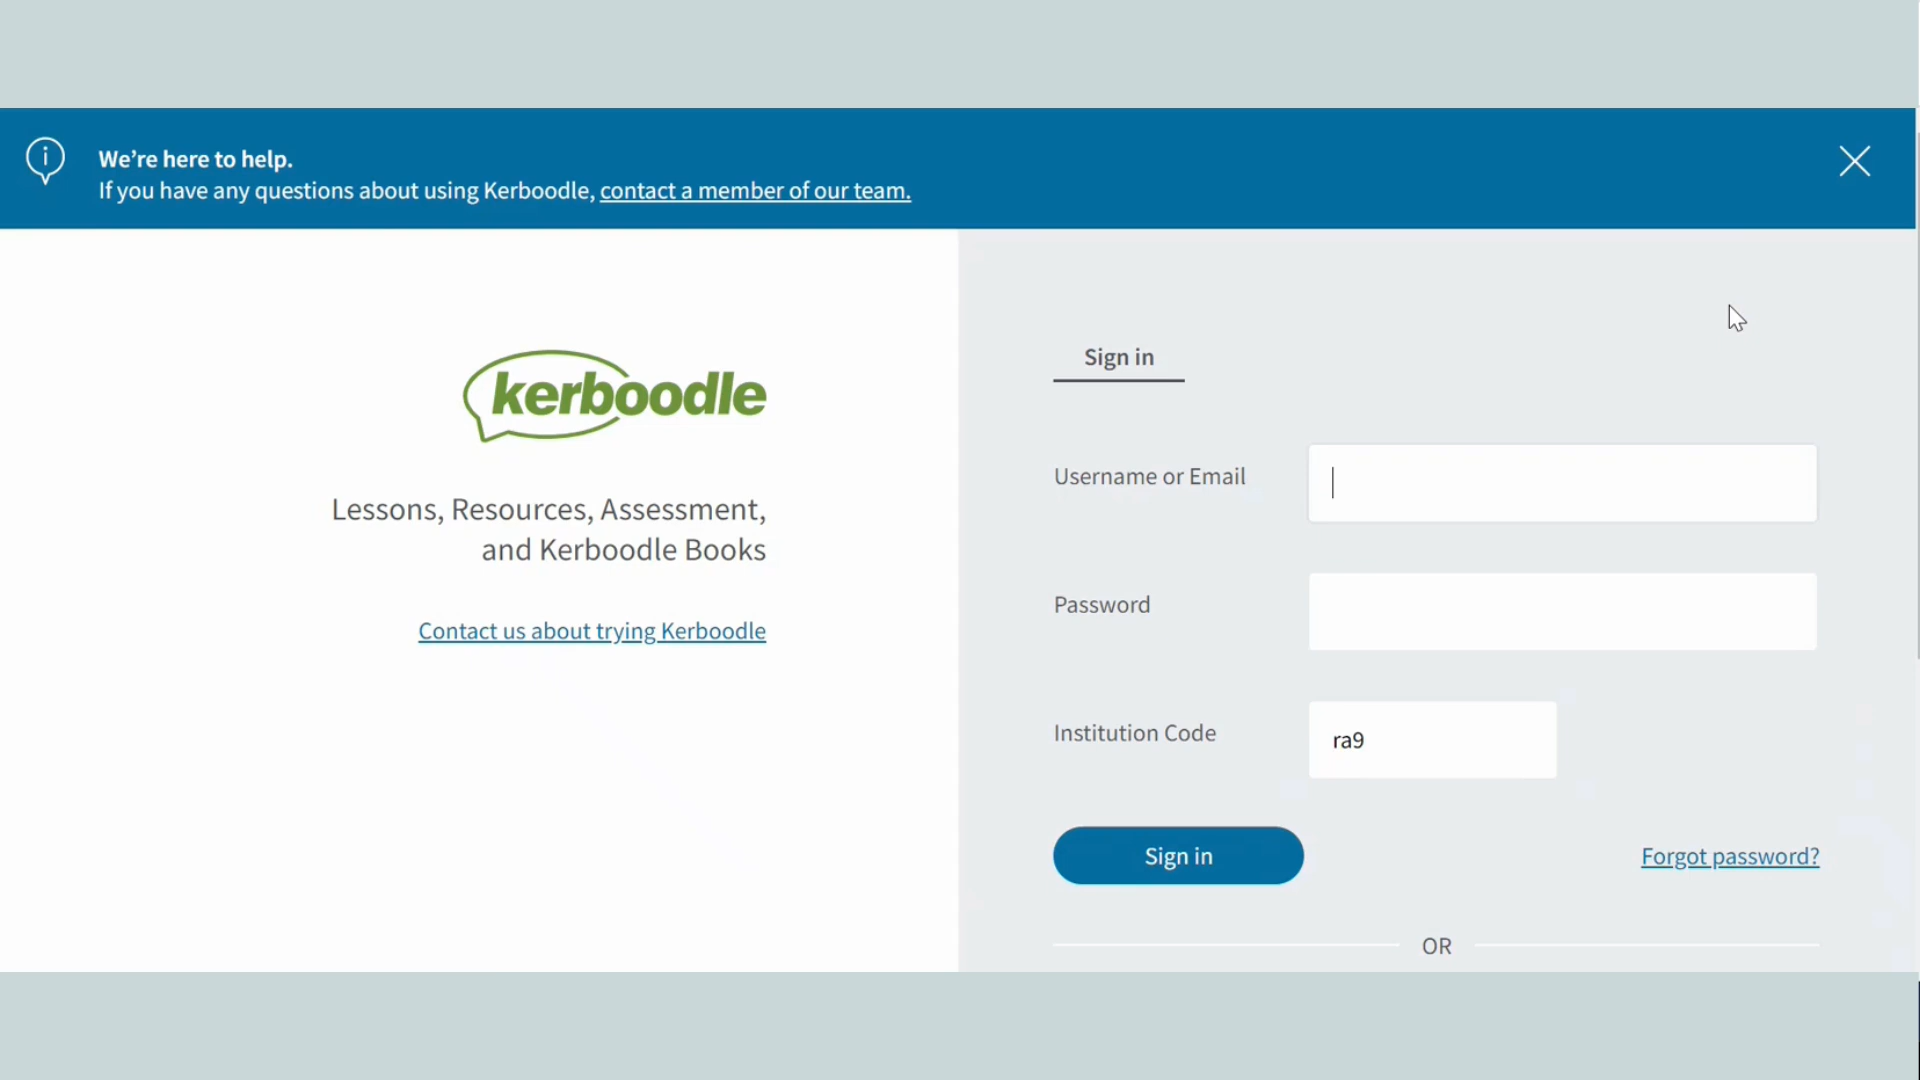 We're here to help.
If you have any questions about using Kerboodle, contact a member of our team.
kerboodle
Lessons, Resources, Assessment,
and Kerboodle Books
Contact us about trying Kerboodle
Sign in
Username or Email
Password
Institution Code
ra9
Sign in
Forgot password?
OR